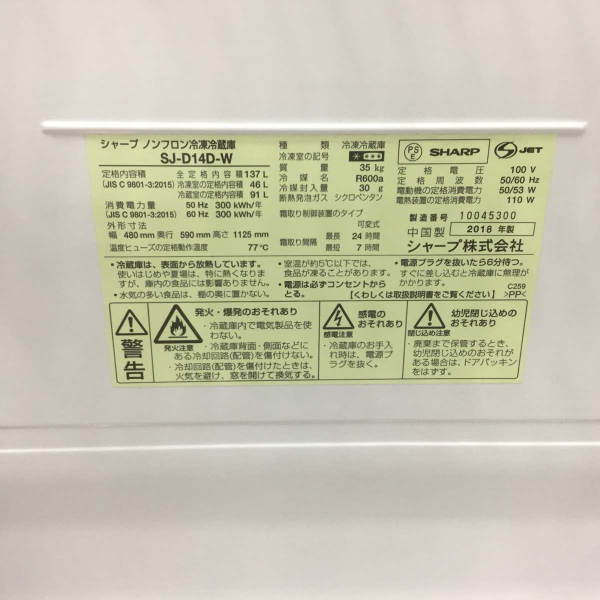 シャープ ノンフロン冷凍冷蔵庫
SJ-D14D-W
定格内容積 全定格内容積 137 L
(JIS C 9801-3:2015) 冷凍室の定格内容積 46 L
冷蔵室の定格内容積 91 L
消費電力量 50 Hz 300 kWh/年
(JIS C 9801-3:2015) 60 Hz 300 kWh/年
外形寸法
幅 480 mm 奥行 590 mm 高さ 1125 mm
温度ヒューズの定格動作温度 77℃
種類 冷凍冷蔵庫
冷凍室の記号
質量 35 kg
冷媒 R600a
冷媒封入量 30 g
断熱発泡ガス シクロペンタン
霜取り制御装置のタイプ
可変式
霜取り間隔 最長 24 時間
最短 7 時間
PS
E
SHARP
S JET
定格電圧 100 V
定格周波数 50/60 Hz
電動機の定格消費電力 50/53 W
電熱装置の定格消費電力 110 W
製造番号 10045300
中国製 2018 年製
シャープ株式会社
・冷蔵庫は、表面から放熱しています。
使いはじめや夏場は、特に熱くなりま
すが、庫内の食品には影響ありません。
・水気の多い食品は、棚の奥に置かない。
・室温が約5℃以下では、
食品が凍ることがあります。
・電源は必ずコンセントから
とる。
・電源プラグを抜いたら6分待つ。
すぐに差し込むと冷蔵庫に無理が
かかります。
【くわしくは取扱説明書をご覧ください】
C259
>PP<
警告
発火注意
発火・爆発のおそれあり
・冷蔵庫内で電気製品を使
わない。
・冷蔵庫背面・側面などに
ある冷却回路(配管)を傷付けない。
・冷却回路(配管)を傷付けたときは、
火気を避け、窓を開けて換気する。
感電注意
感電の
おそれあり
・冷蔵庫のお手入
れ時は、電源プラ
グを抜く。
閉じ込め注意
幼児閉じ込めの
おそれあり
・廃棄まで保管するとき、
幼児閉じ込めのおそれが
ある場合は、ドアパッキン
をはずす。